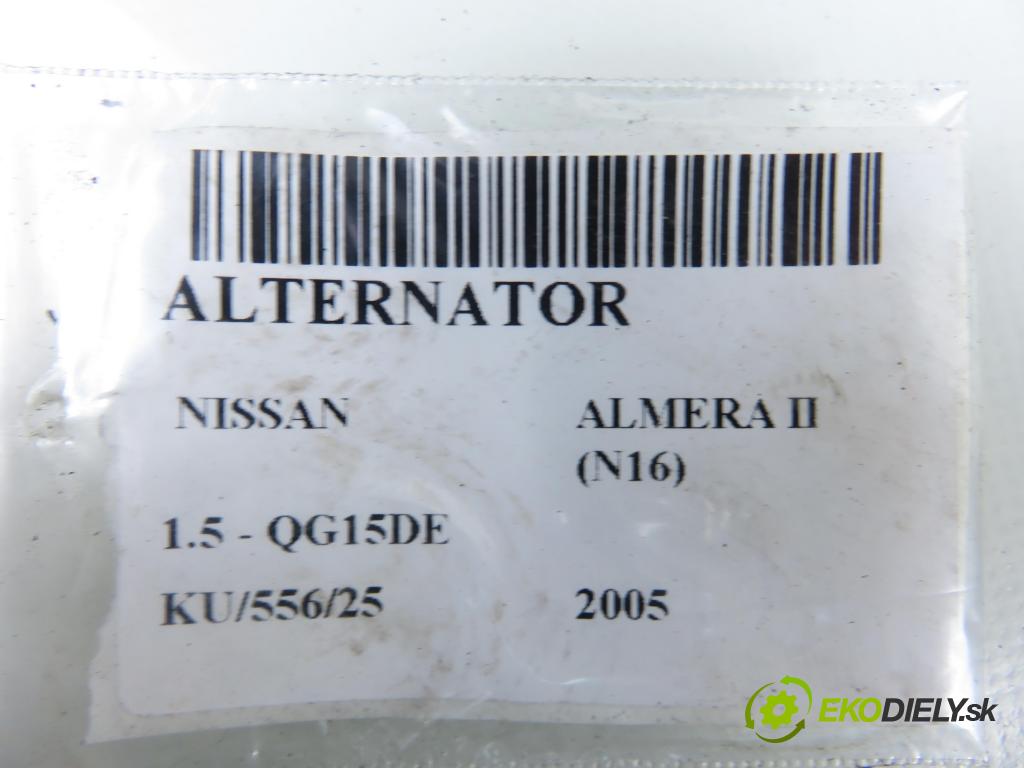 ALTERNATOR
NISSAN ALMERA II
(N16)
1.5 - QG15DE
KU/556/25 2005
EKODIELY.sk